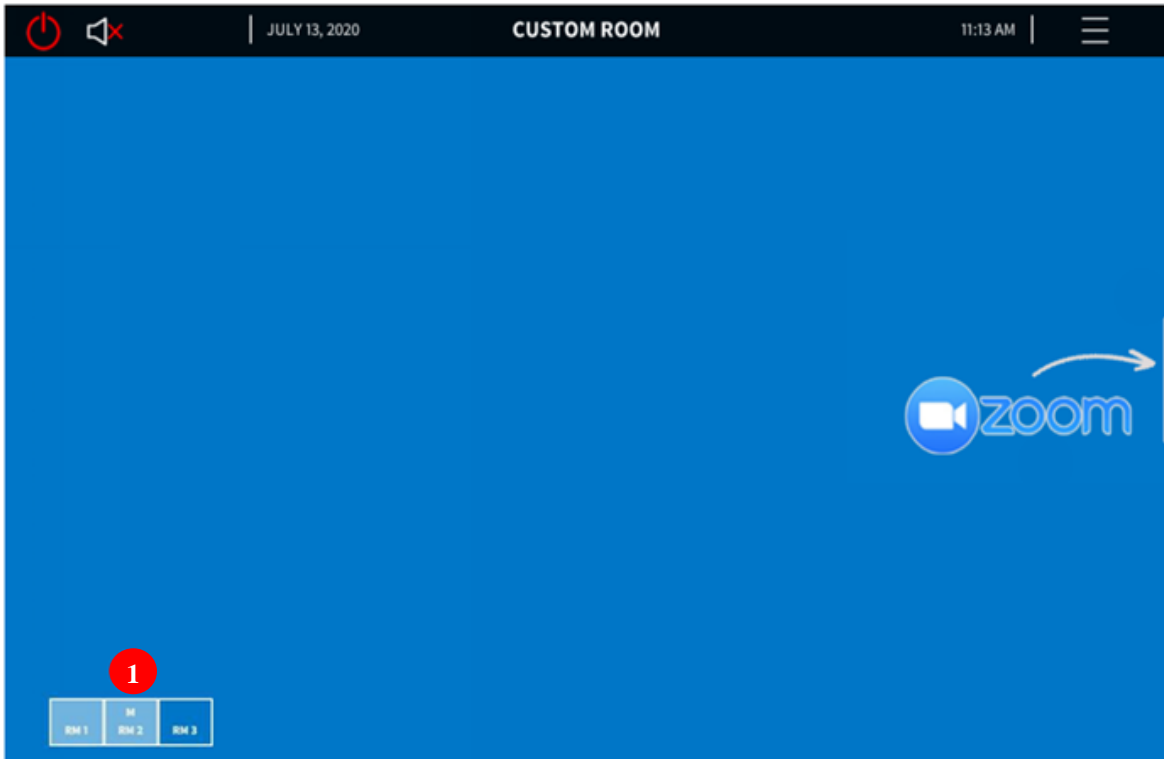 JULY 13, 2020
CUSTOM ROOM
11:13 AM
zoom
1
M
RM 1
RM 2
RM 3